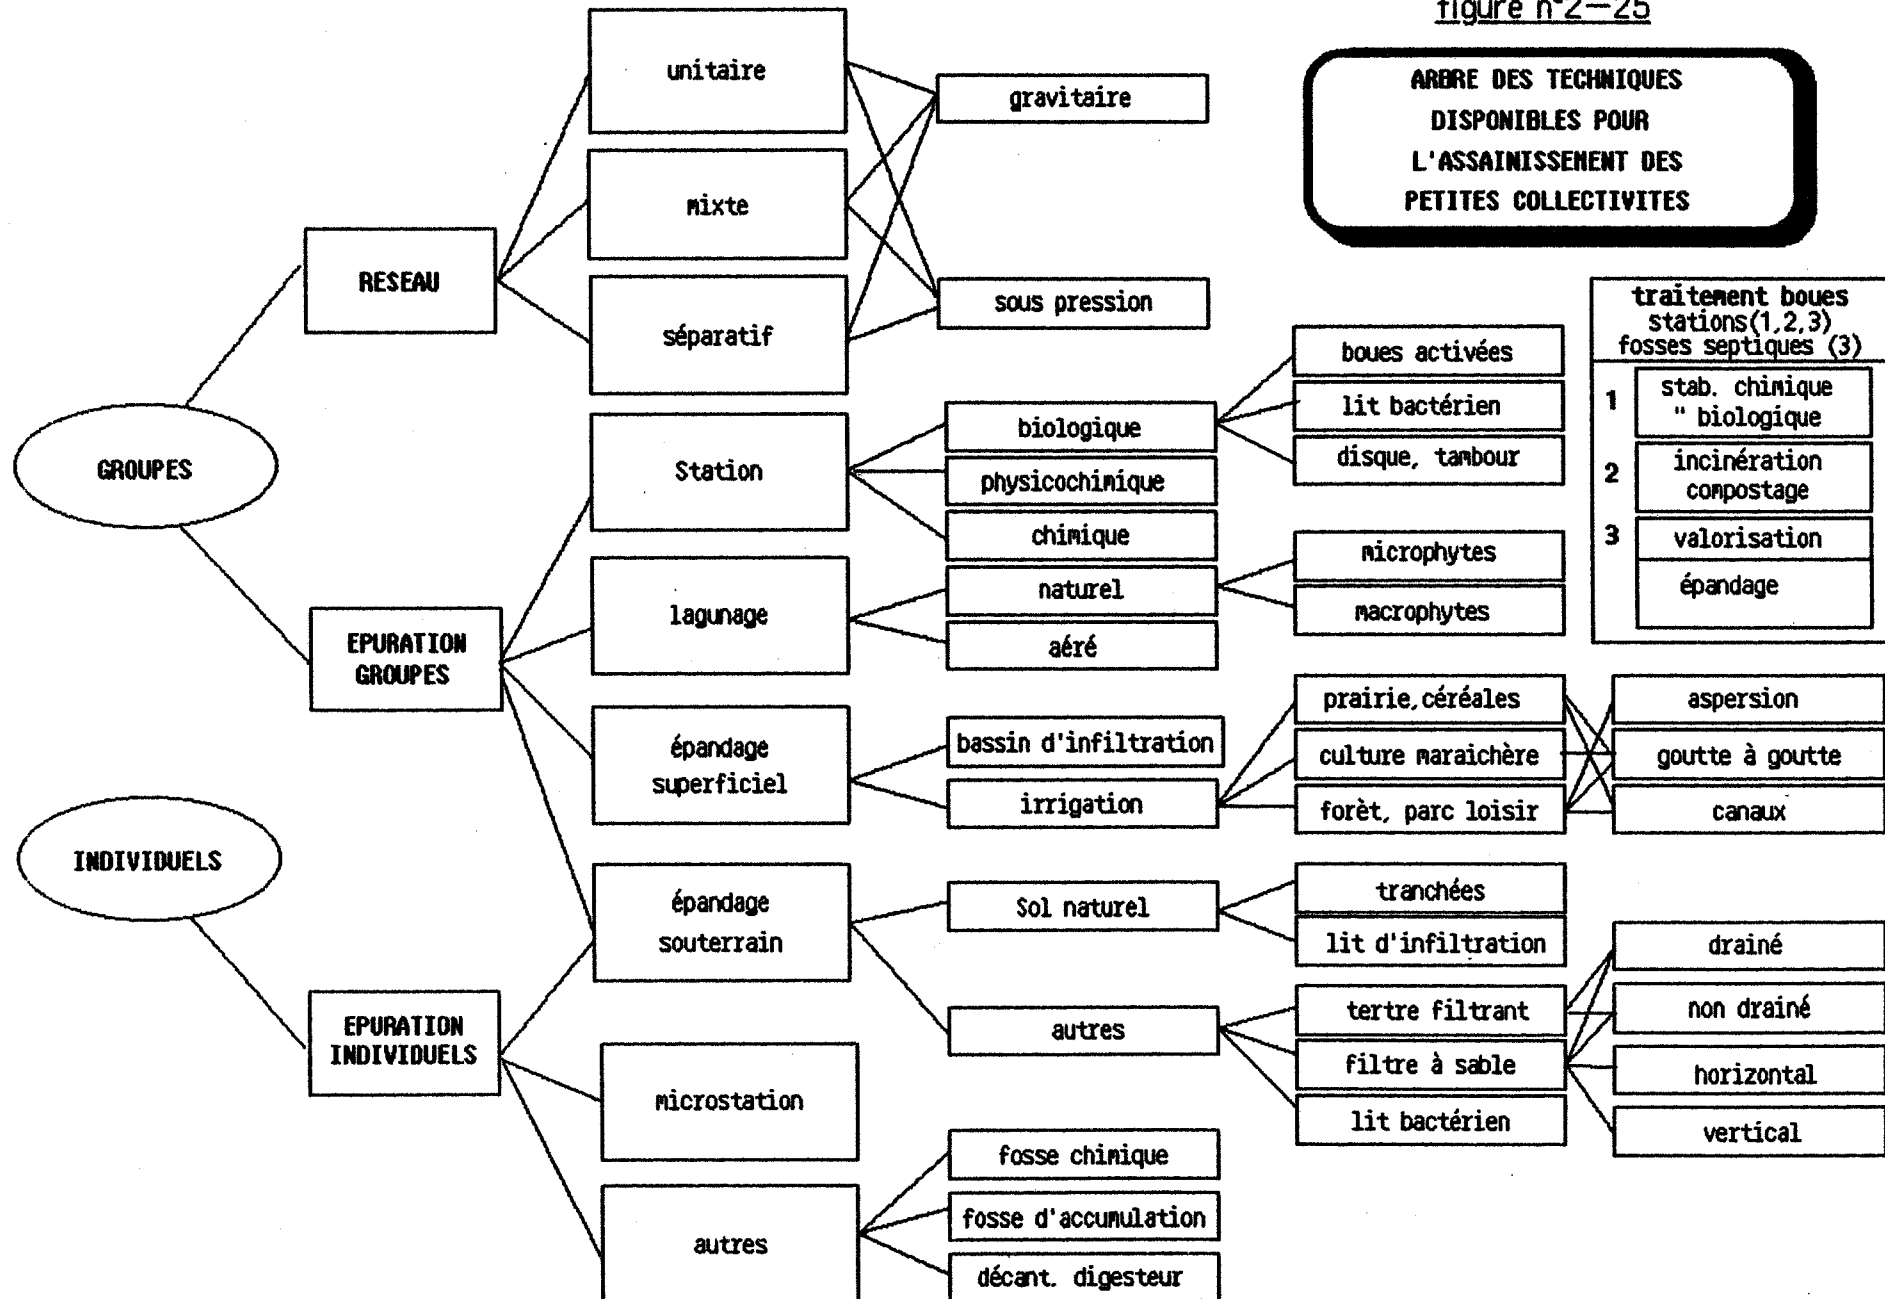 figure n°2—25
ARBRE DES TECHNIQUES
DISPONIBLES POUR
L'ASSAINISSEMENT DES
PETITES COLLECTIVITES
GROUPES
INDIVIDUELS
RESEAU
EPURATION
GROUPES
EPURATION
INDIVIDUELS
unitaire
mixte
séparatif
Station
lagunage
épandage
superficiel
épandage
souterrain
microstation
autres
gravitaire
sous pression
biologique
physicochimique
chimique
naturel
aéré
bassin d'infiltration
irrigation
Sol naturel
autres
fosse chimique
fosse d'accumulation
décant. digesteur
boues activées
lit bactérien
disque, tambour
microphytes
macrophytes
prairie, céréales
culture maraichère
forèt, parc loisir
tranchées
lit d'infiltration
tertre filtrant
filtre à sable
lit bactérien
traitement boues
stations(1,2,3)
fosses septiques (3)
1
stab. chimique
" biologique
2
incinération
compostage
3
valorisation
épandage
aspersion
goutte à goutte
canaux
drainé
non drainé
horizontal
vertical